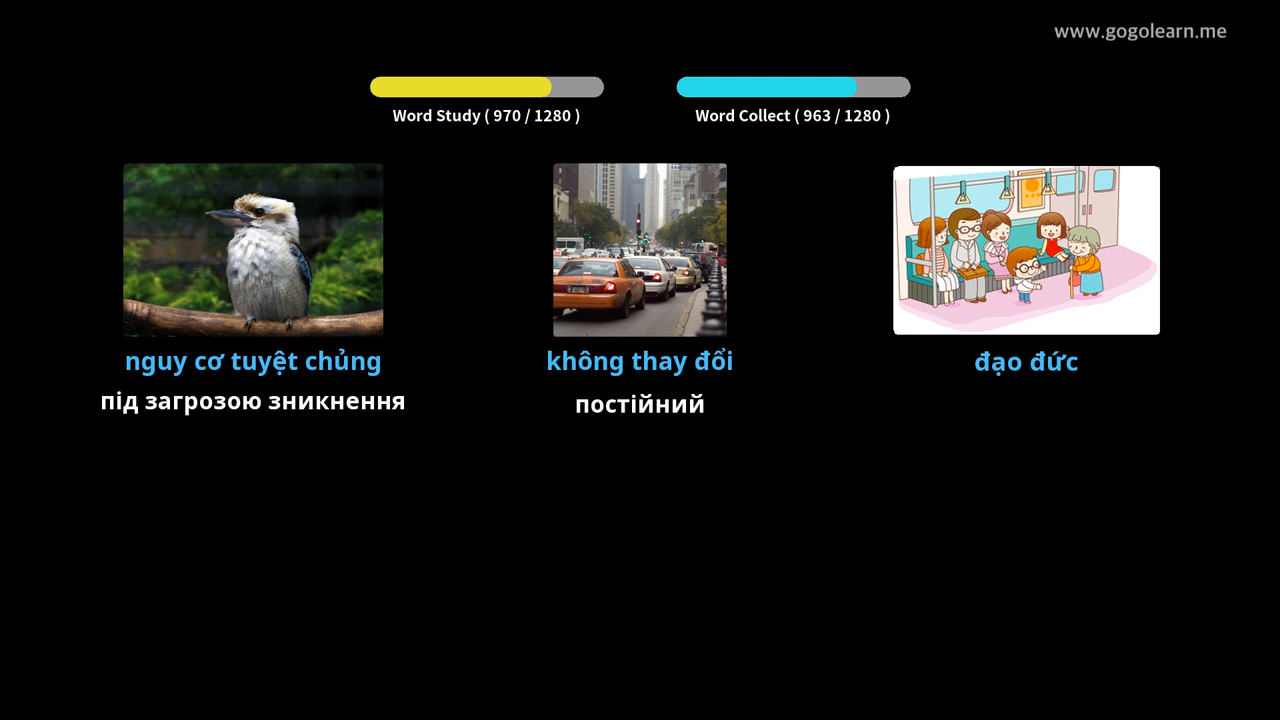 www.gogolearn.me
Word Study ( 970 / 1280 )
Word Collect ( 963 / 1280 )
nguy cơ tuyệt chủng
під загрозою зникнення
không thay đổi
постійний
đạo đức